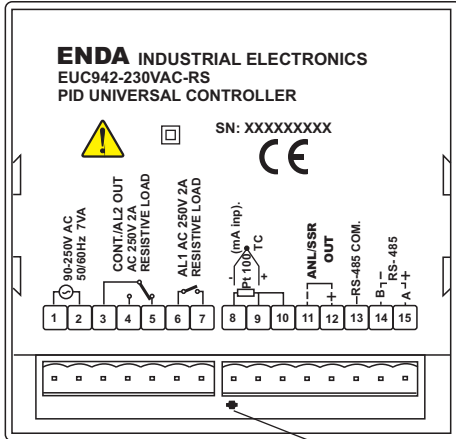 ENDA INDUSTRIAL ELECTRONICS
EUC942-230VAC-RS
PID UNIVERSAL CONTROLLER
SN: XXXXXXXXX
CE
90-250V AC
50/60Hz 7VA
CONT./AL2 OUT
AC 250V 2A
RESISTIVE LOAD
AL1 AC 250V 2A
RESISTIVE LOAD
- Pt 100 +
(mA inp).
TC
ANL/SSR
OUT
+
RS-485 COM.
B -
RS- 485
A +
1 2 3 4 5 6 7 8 9 10 11 12 13 14 15